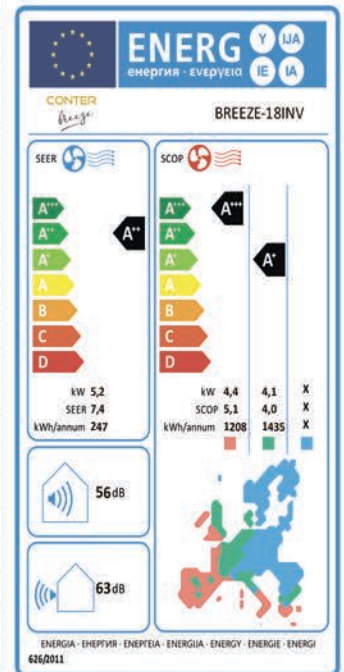 ENERG Y IJA
енергия · ενεργεια IE IA
CONTER
breeze
BREEZE-18INV
SEER
SCOP
A+++
A++
A+
A
B
C
D
A++
A+++
A++
A+
A
B
C
D
A+++
A+
kW 5,2
SEER 7,4
kWh/annum 247
kW 4,4 4,1 X
SCOP 5,1 4,0 X
kWh/annum 1208 1435 X
56dB
63dB
ENERGIA · ЕНЕРГИЯ · ΕΝΕΡΓΕΙΑ · ENERGIJA · ENERGY · ENERGIE · ENERGI
626/2011